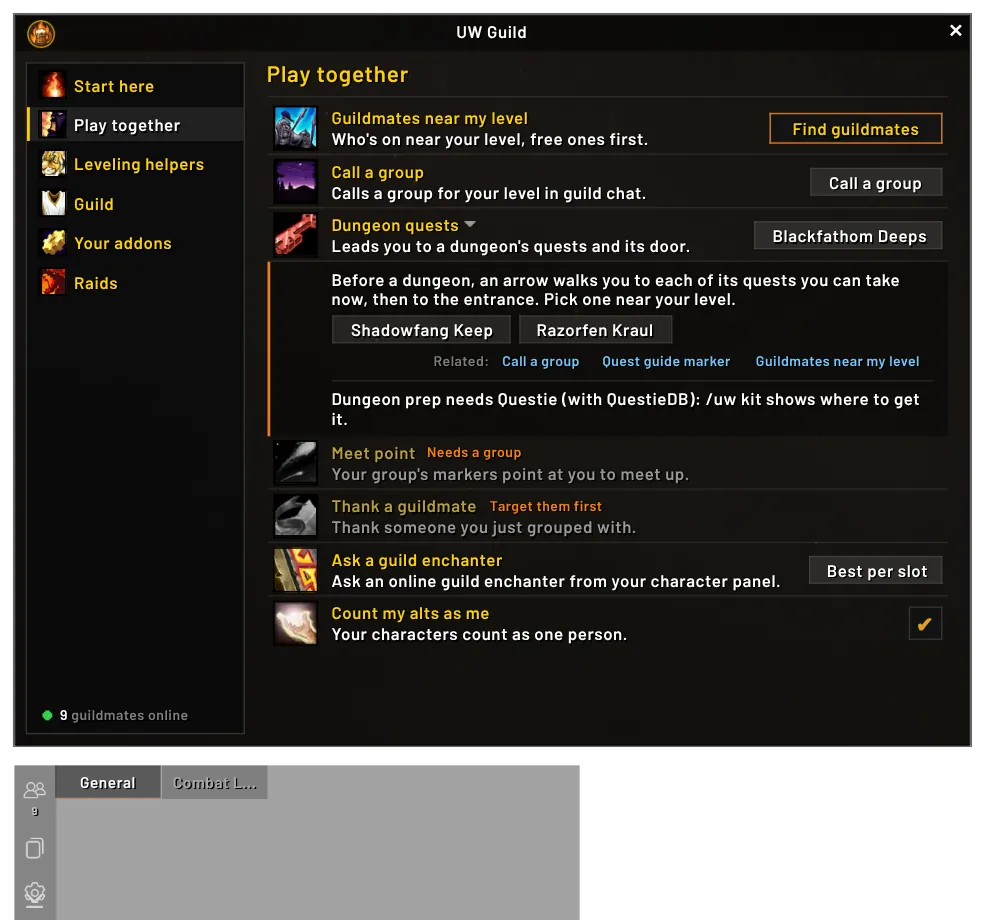 UW Guild
Start here
Play together
Leveling helpers
Guild
Your addons
Raids
9 guildmates online
Play together
Guildmates near my level
Who's on near your level, free ones first.
Find guildmates
Call a group
Calls a group for your level in guild chat.
Call a group
Dungeon quests
Leads you to a dungeon's quests and its door.
Blackfathom Deeps
Before a dungeon, an arrow walks you to each of its quests you can take
now, then to the entrance. Pick one near your level.
Shadowfang Keep
Razorfen Kraul
Related: Call a group Quest guide marker Guildmates near my level
Dungeon prep needs Questie (with QuestieDB): /uw kit shows where to get
it.
Meet point Needs a group
Your group's markers point at you to meet up.
Thank a guildmate Target them first
Thank someone you just grouped with.
Ask a guild enchanter
Ask an online guild enchanter from your character panel.
Best per slot
Count my alts as me
Your characters count as one person.
General
Combat L...
9